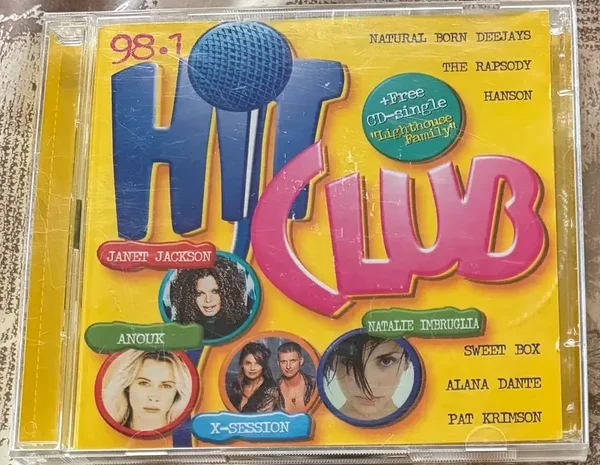 98.1
HIT
CLUB
NATURAL BORN DEEJAYS
THE RAPSODY
HANSON
+Free
CD-single
"Lighthouse
Family"
JANET JACKSON
ANOUK
X-SESSION
NATALIE IMBRUGLIA
SWEET BOX
ALANA DANTE
PAT KRIMSON